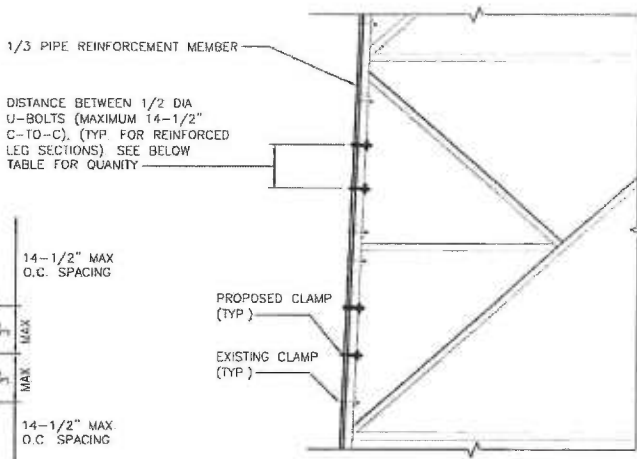 1/3 PIPE REINFORCEMENT MEMBER
DISTANCE BETWEEN 1/2 DIA
U-BOLTS (MAXIMUM 14-1/2"
C-TO-C), (TYP. FOR REINFORCED
LEG SECTIONS) SEE BELOW
TABLE FOR QUANITY
14-1/2" MAX
O.C. SPACING
MAX
MAX
14-1/2" MAX.
O.C. SPACING
PROPOSED CLAMP
(TYP.)
EXISTING CLAMP
(TYP.)